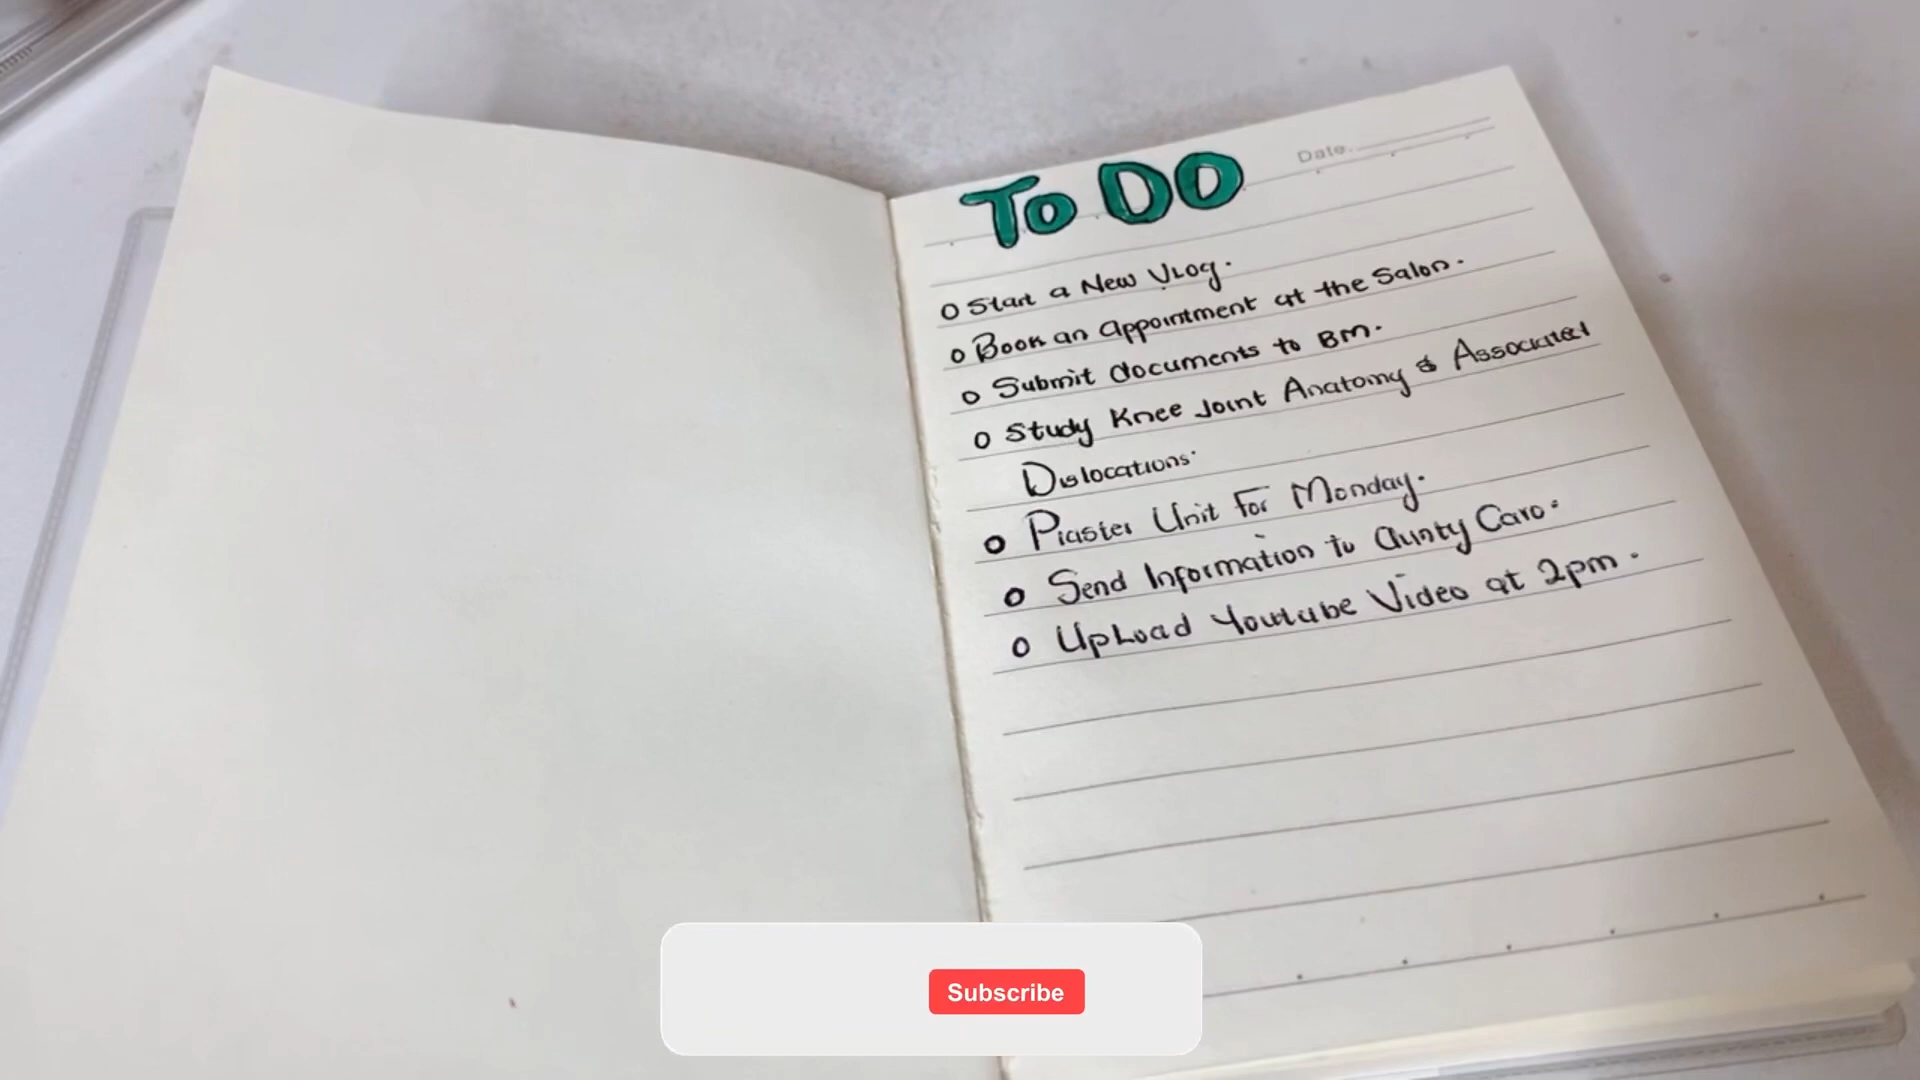 To DO
Date
o Start a New Vlog.
o Book an appointment at the Salon.
o Submit documents to BM.
o Study Knee Joint Anatomy & Associated
Dislocations.
o Plaster Unit For Monday.
o Send Information to Aunty Caro.
o Upload Youtube Video at 2pm.
Subscribe